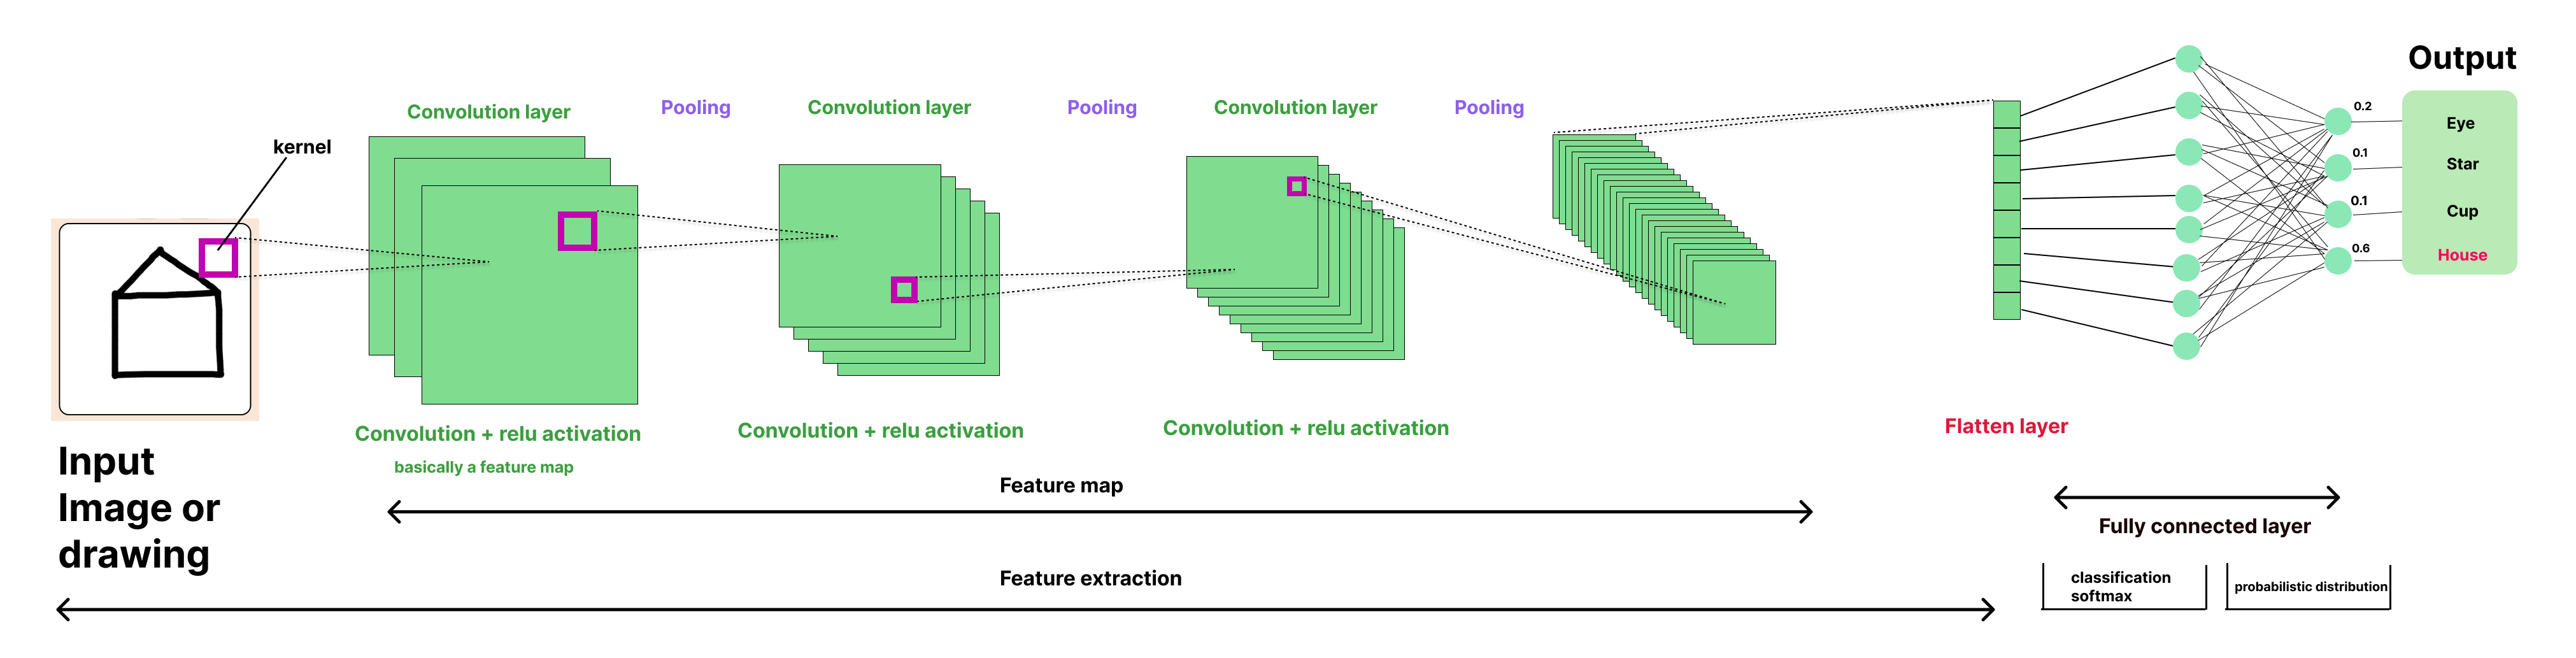 Output
Convolution layer
Pooling
Convolution layer
Pooling
Convolution layer
Pooling
kernel
0.2
Eye
0.1
Star
0.1
Cup
0.6
House
Convolution + relu activation
basically a feature map
Convolution + relu activation
Convolution + relu activation
Flatten layer
Input
Image or
drawing
Feature map
Fully connected layer
Feature extraction
classification
softmax
probabilistic distribution